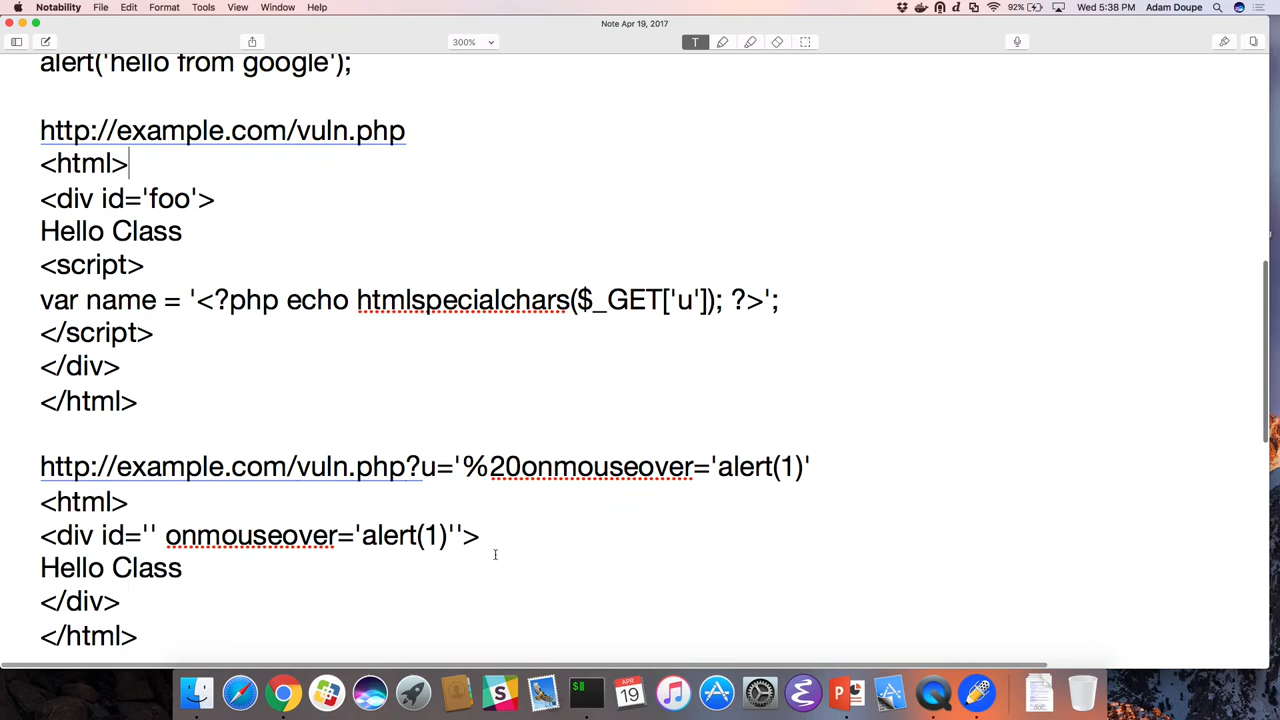 Notability File Edit Format Tools View Window Help 92% Wed 5:38 PM Adam Doupe
Note Apr 19, 2017
300%
T
alert('hello from google');
http://example.com/vuln.php
<html>
<div id='foo'>
Hello Class
<script>
var name = '<?php echo htmlspecialchars($_GET['u']); ?>';
</script>
</div>
</html>
http://example.com/vuln.php?u='%20onmouseover='alert(1)'
<html>
<div id='' onmouseover='alert(1)''>
Hello Class
</div>
</html>
APR
19